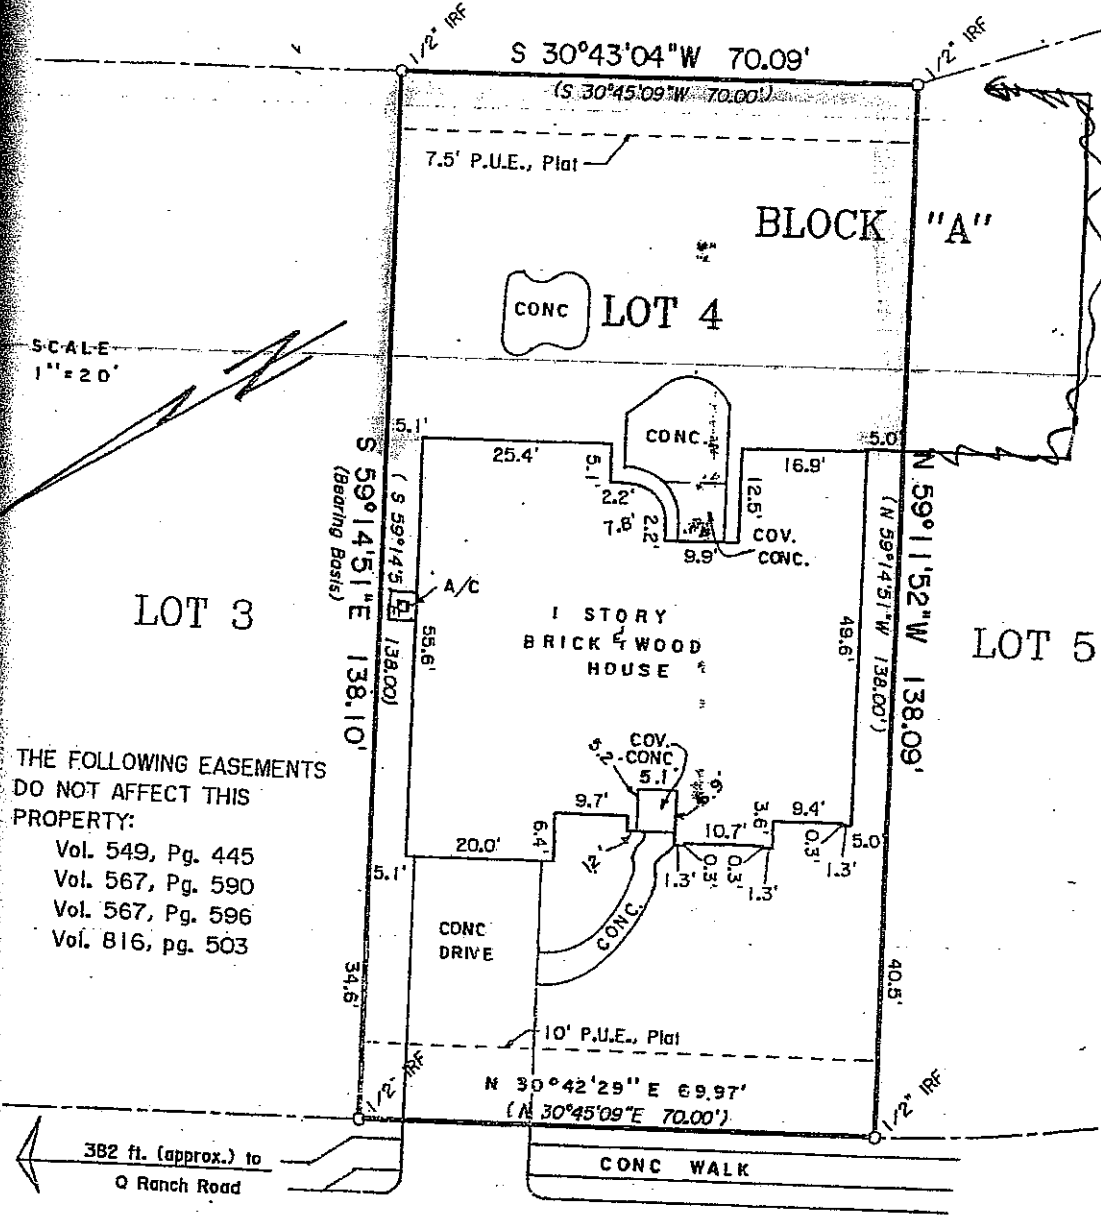 1/2" IRF
S 30°43'04"W 70.09'
(S 30°45'09"W 70.00')
1/2" IRF
7.5' P.U.E., Plat
BLOCK "A"
CONC
LOT 4
SCALE
1"=20'
5.1'
25.4'
5.1'
2.2'
7.8'
2.2'
9.9'
CONC.
12.5'
16.9'
5.0'
COV.
CONC.
S 59°14'51"E 138.10'
(Bearing Basis)
(S 59°14'51"E 138.00)
N 59°11'52"W 138.09'
(N 59°14'51"W 138.00')
A/C
LOT 3
55.6'
1 STORY
BRICK & WOOD
HOUSE
49.6'
LOT 5
THE FOLLOWING EASEMENTS
DO NOT AFFECT THIS
PROPERTY:
Vol. 549, Pg. 445
Vol. 567, Pg. 590
Vol. 567, Pg. 596
Vol. 816, pg. 503
COV.
CONC
5.2
5.1'
9.7'
6.4'
20.0'
10.7'
3.6'
9.4'
0.3'
0.3'
0.3'
1.3'
1.3'
1.3'
5.0'
5.1'
CONC
DRIVE
CONC.
34.6'
40.5'
10' P.U.E., Plat
N 30°42'29" E 69.97'
(N 30°45'09"E 70.00')
1/2" IRF
1/2" IRF
382 ft. (approx.) to
Q Ranch Road
CONC WALK